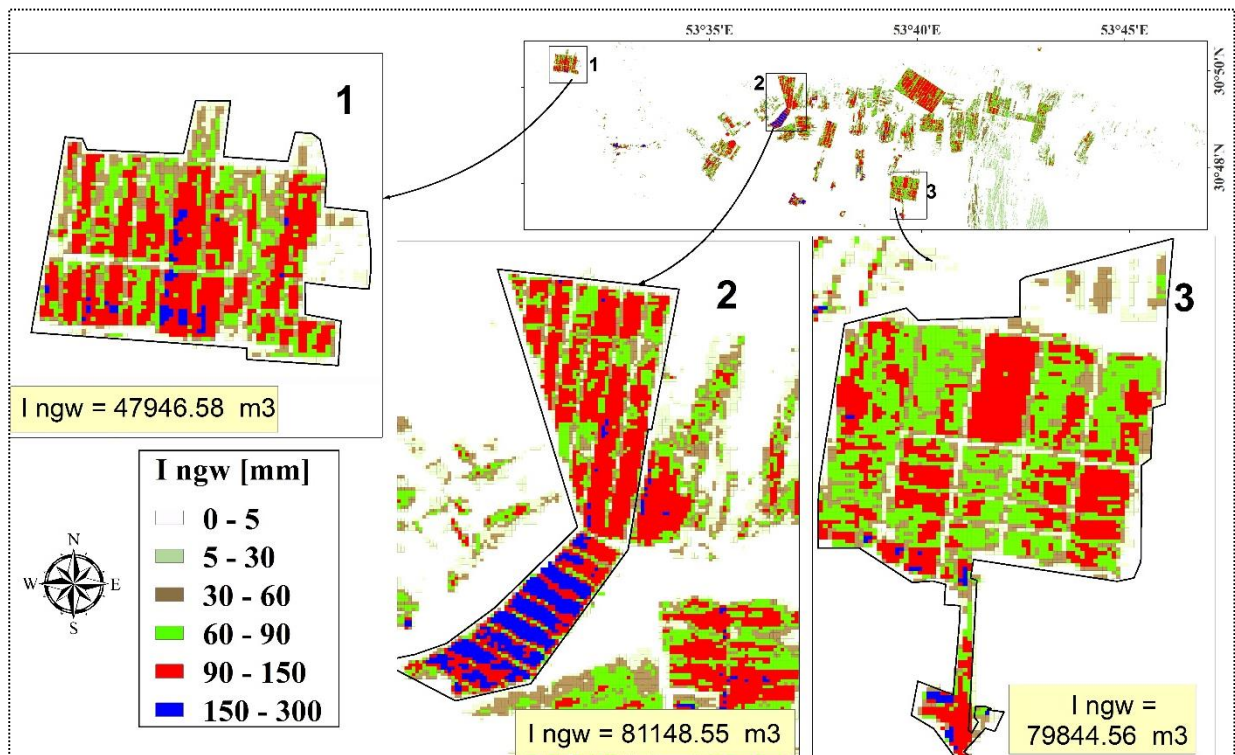 53°35'E 53°40'E 53°45'E
1
1
2
30°50'N
3
30°48'N
2
3
I ngw = 47946.58 m3
I ngw [mm]
0 - 5
5 - 30
30 - 60
60 - 90
90 - 150
150 - 300
N
W E
S
I ngw = 81148.55 m3
I ngw =
79844.56 m3